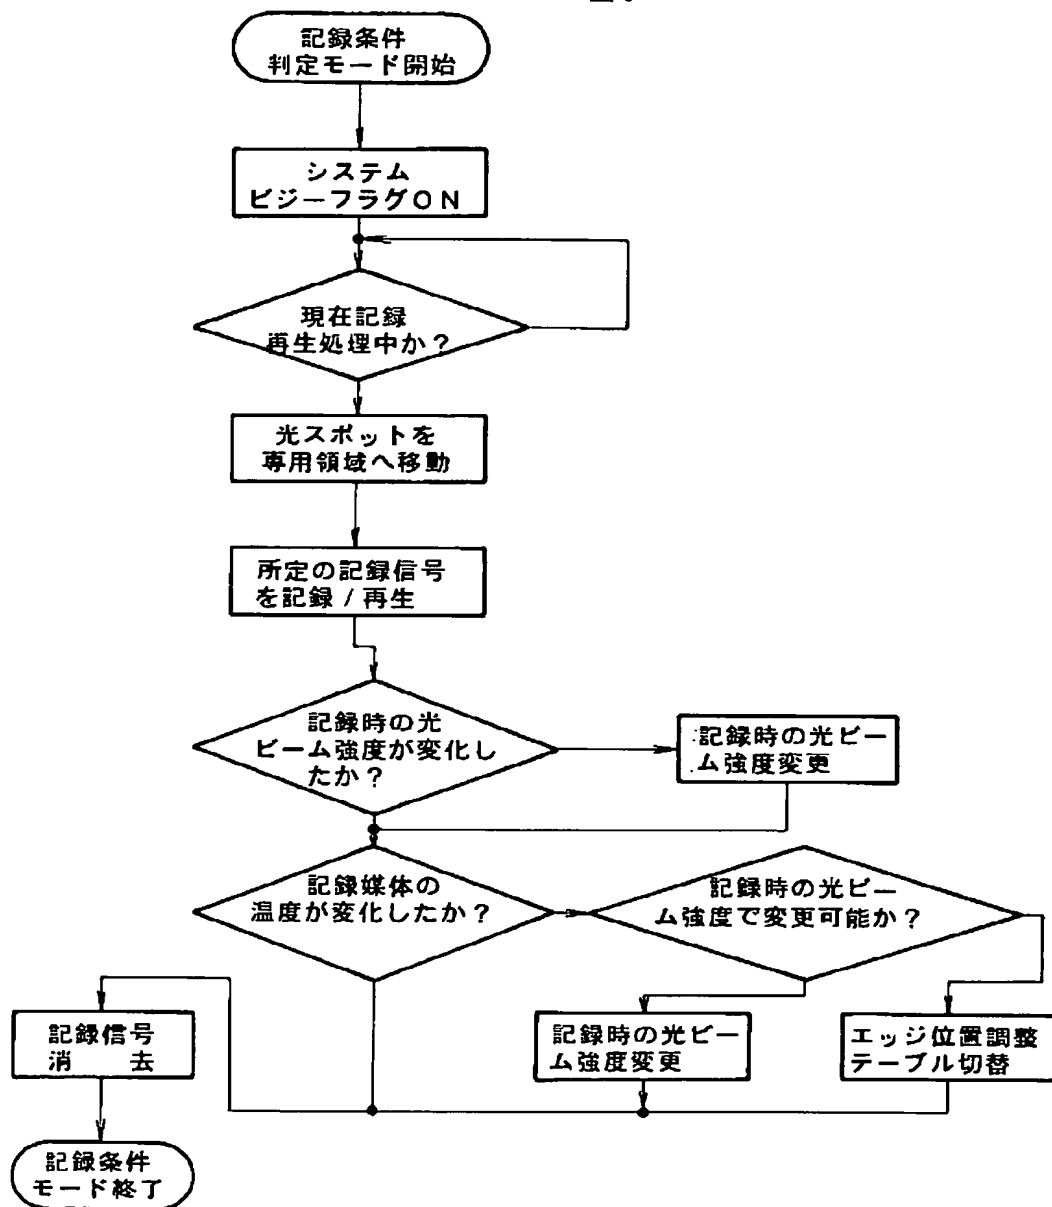 記録条件
判定モード開始
システム
ビジーフラグON
現在記録
再生処理中か？
光スポットを
専用領域へ移動
所定の記録信号
を記録／再生
記録時の光
ビーム強度が変化し
たか？
記録時の光ビー
ム強度変更
記録媒体の
温度が変化したか？
記録時の光ビー
ム強度で変更可能か？
記録信号
消　　去
記録時の光ビー
ム強度変更
エッジ位置調整
テーブル切替
記録条件
モード終了